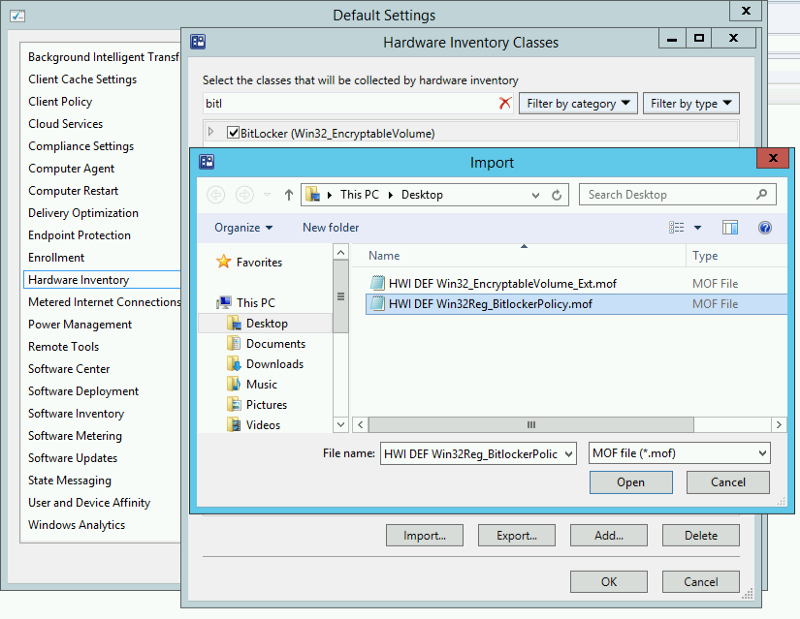 Default Settings
Background Intelligent Transf
Client Cache Settings
Client Policy
Cloud Services
Compliance Settings
Computer Agent
Computer Restart
Delivery Optimization
Endpoint Protection
Enrollment
Hardware Inventory
Metered Internet Connections
Power Management
Remote Tools
Software Center
Software Deployment
Software Inventory
Software Metering
Software Updates
State Messaging
User and Device Affinity
Windows Analytics
Hardware Inventory Classes
Select the classes that will be collected by hardware inventory
bitl
Filter by category
Filter by type
BitLocker (Win32_EncryptableVolume)
Import
This PC
Desktop
Search Desktop
Organize
New folder
Favorites
This PC
Desktop
Documents
Downloads
Music
Pictures
Videos
Name
Type
HWI DEF Win32_EncryptableVolume_Ext.mof
MOF File
HWI DEF Win32Reg_BitlockerPolicy.mof
MOF File
File name:
HWI DEF Win32Reg_BitlockerPolic
MOF file (*.mof)
Open
Cancel
Import...
Export...
Add...
Delete
OK
Cancel